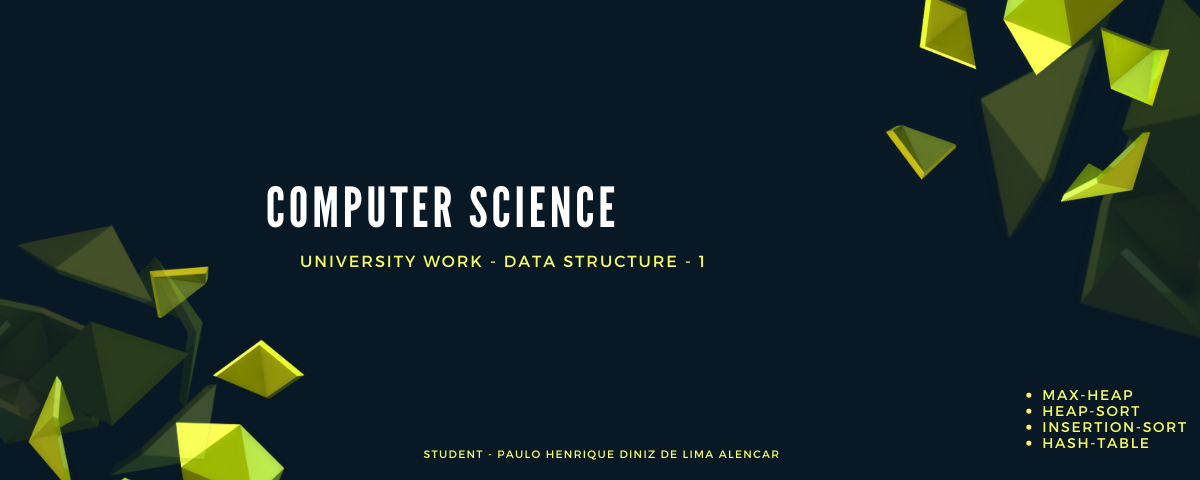 COMPUTER SCIENCE
UNIVERSITY WORK - DATA STRUCTURE - 1
MAX-HEAP
HEAP-SORT
INSERTION-SORT
HASH-TABLE
STUDENT - PAULO HENRIQUE DINIZ DE LIMA ALENCAR